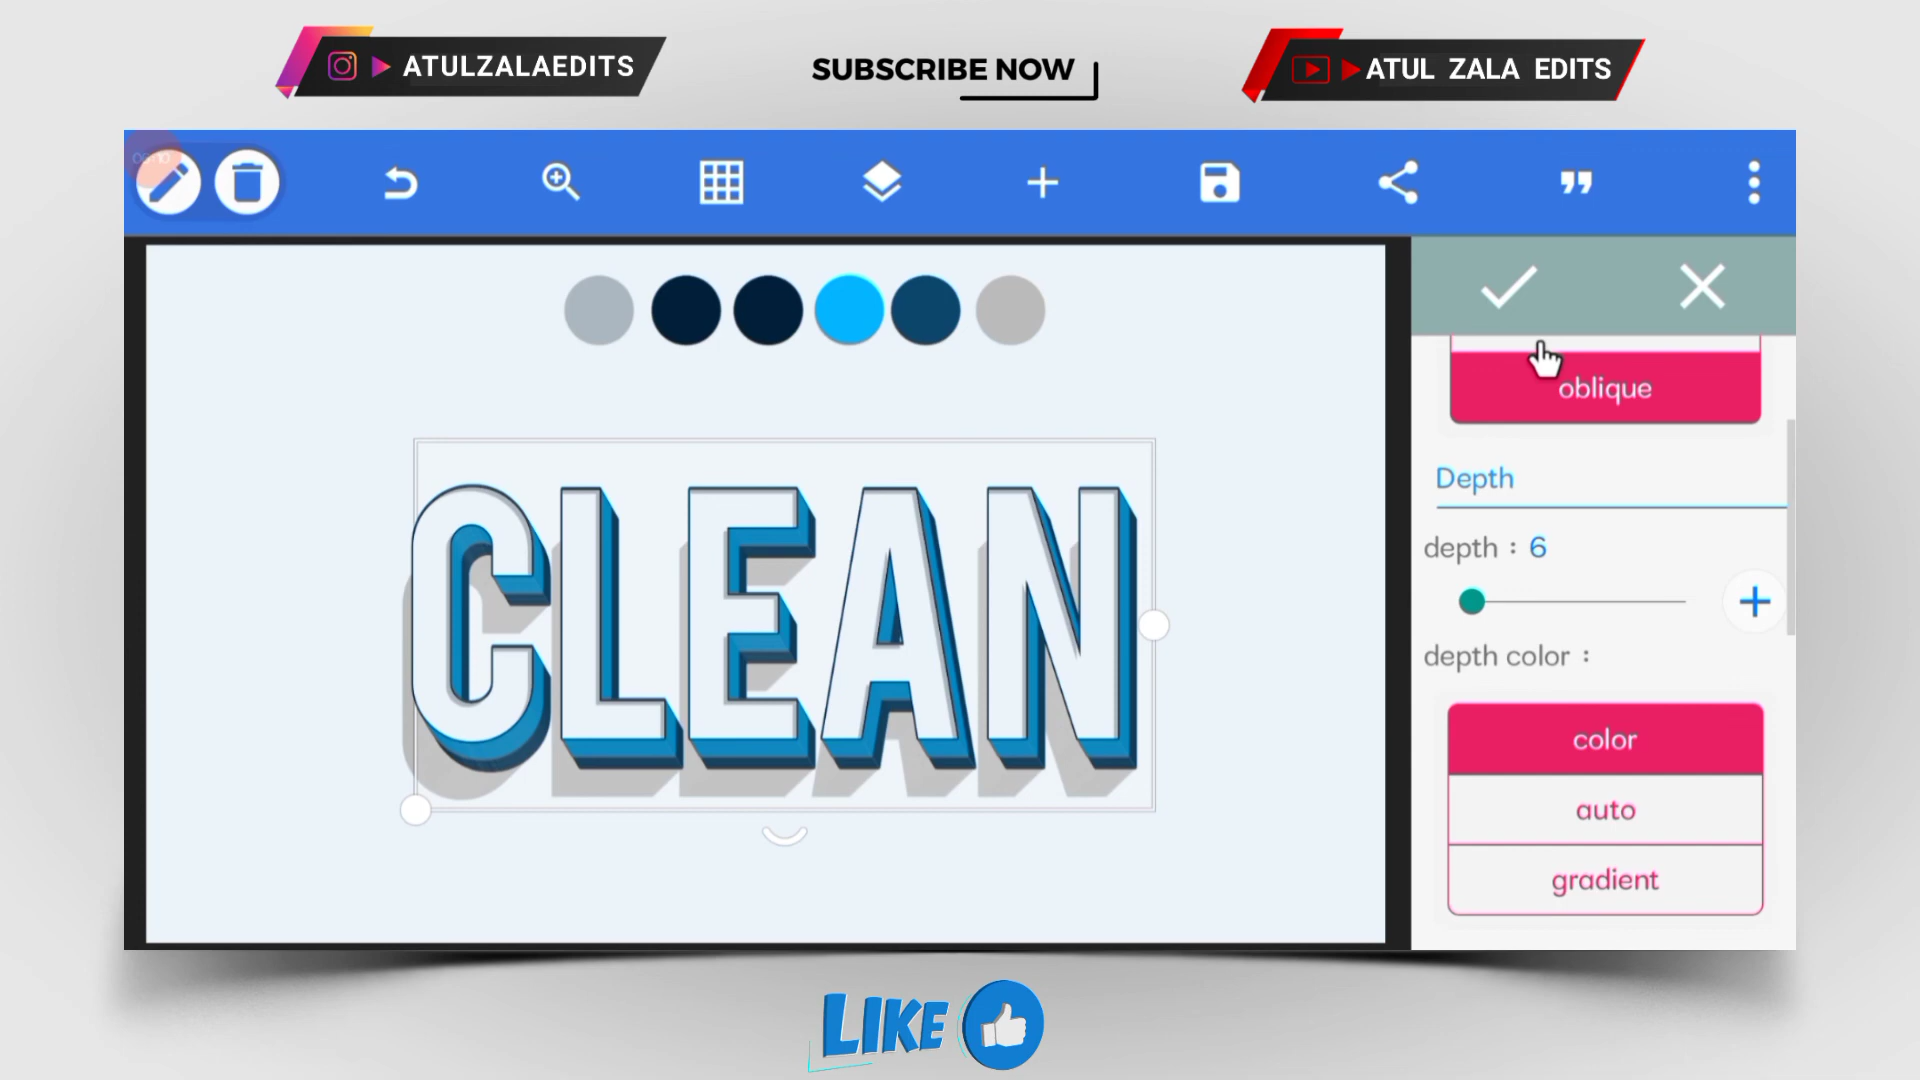 ATULZALAEDITS
SUBSCRIBE NOW
ATUL ZALA EDITS
oblique
Depth
depth : 6
depth color :
color
auto
gradient
CLEAN
LIKE